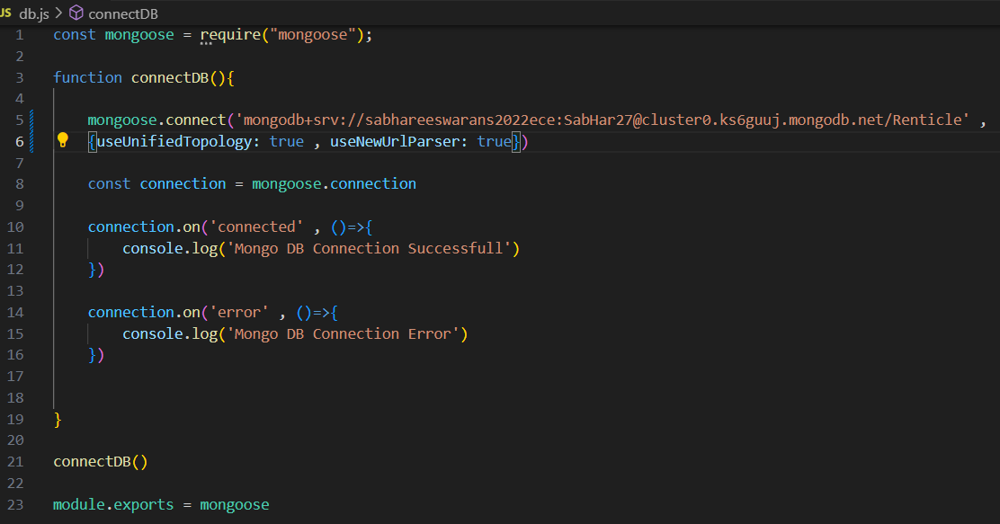 JS db.js > connectDB
1 const mongoose = require("mongoose");
2
3 function connectDB(){
4
5 mongoose.connect('mongodb+srv://sabhareeswarans2022ece:SabHar27@cluster0.ks6guuj.mongodb.net/Renticle' ,
6 {useUnifiedTopology: true , useNewUrlParser: true})
7
8 const connection = mongoose.connection
9
10 connection.on('connected' , ()=>{
11 console.log('Mongo DB Connection Successfull')
12 })
13
14 connection.on('error' , ()=>{
15 console.log('Mongo DB Connection Error')
16 })
17
18
19 }
20
21 connectDB()
22
23 module.exports = mongoose